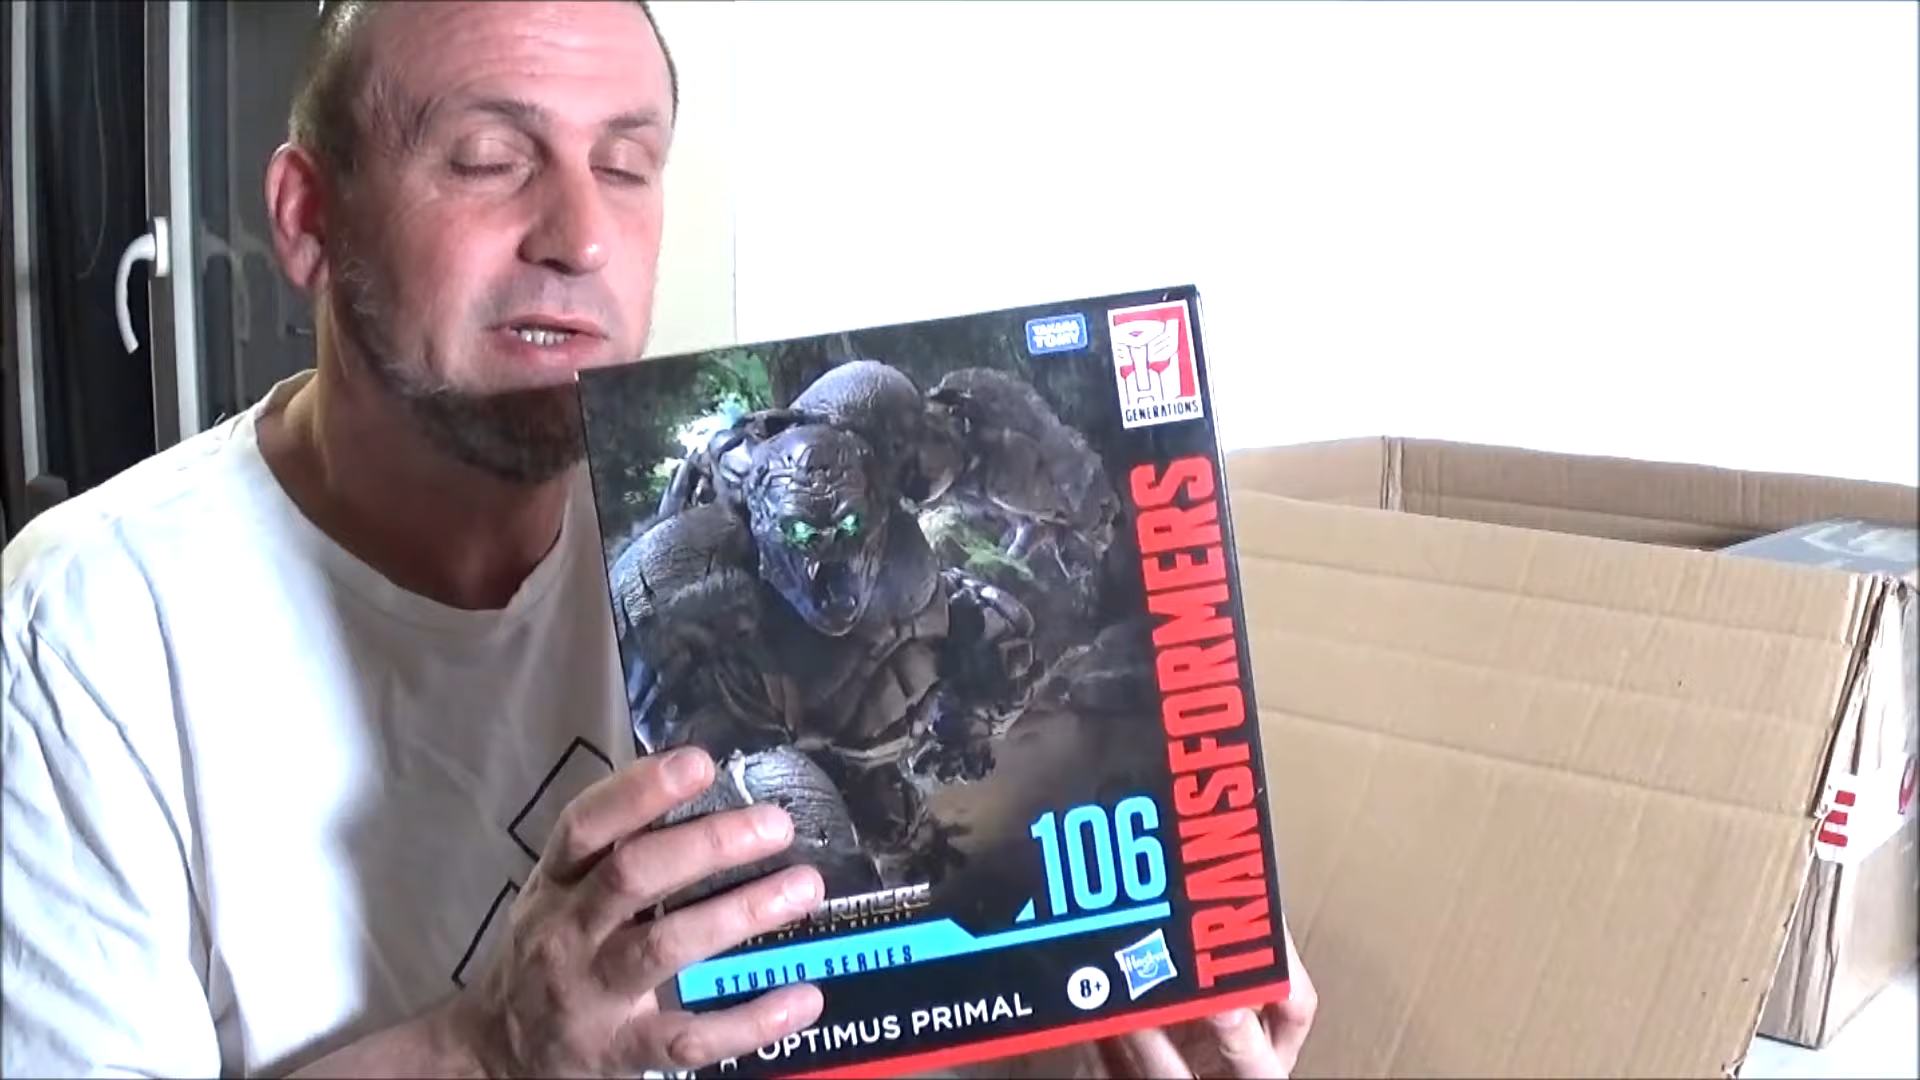 TAKARA
TOMY
GENERATIONS
TRANSFORMERS
106
STUDIO SERIES
8+
Hasbro
OPTIMUS PRIMAL